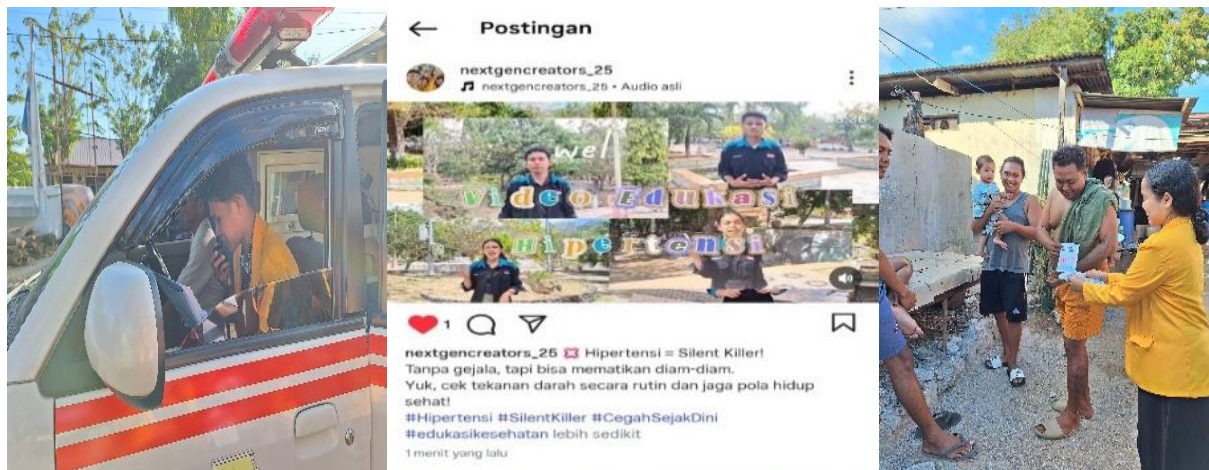 Postingan
nextgencreators_25
nextgencreators_25 • Audio asli
wel
Video Edukasi
Hipertensi
1
nextgencreators_25 💢 Hipertensi = Silent Killer!
Tanpa gejala, tapi bisa mematikan diam-diam.
Yuk, cek tekanan darah secara rutin dan jaga pola hidup
sehat!
#Hipertensi #SilentKiller #CegahSejakDini
#edukasikesehatan lebih sedikit
1 menit yang lalu